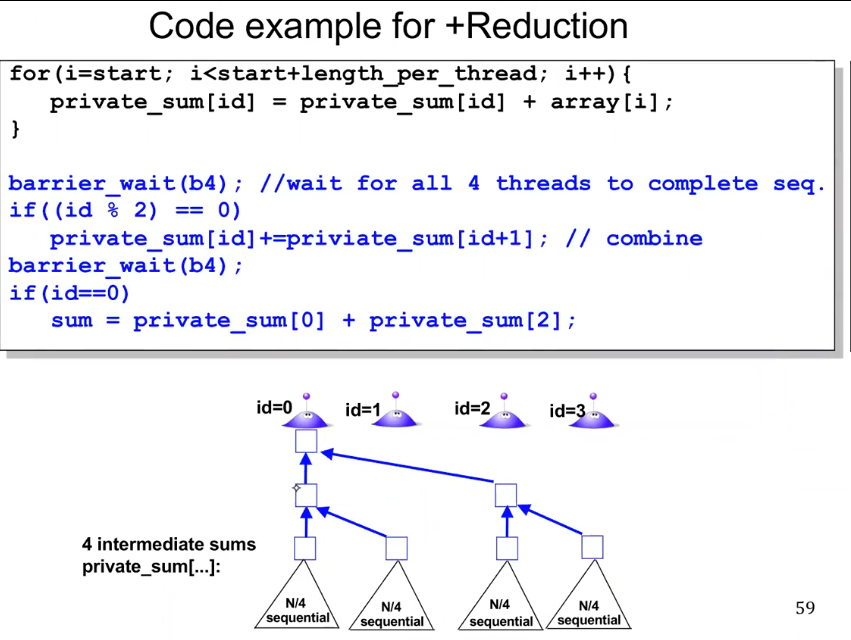 Code example for +Reduction
for(i=start; i<start+length_per_thread; i++){
private_sum[id] = private_sum[id] + array[i];
}
barrier_wait(b4); //wait for all 4 threads to complete seq.
if((id % 2) == 0)
private_sum[id]+=priviate_sum[id+1]; // combine
barrier_wait(b4);
if(id==0)
sum = private_sum[0] + private_sum[2];
id=0 id=1 id=2 id=3
4 intermediate sums
private_sum[...]:
N/4 N/4 N/4 N/4
sequential sequential sequential sequential
59